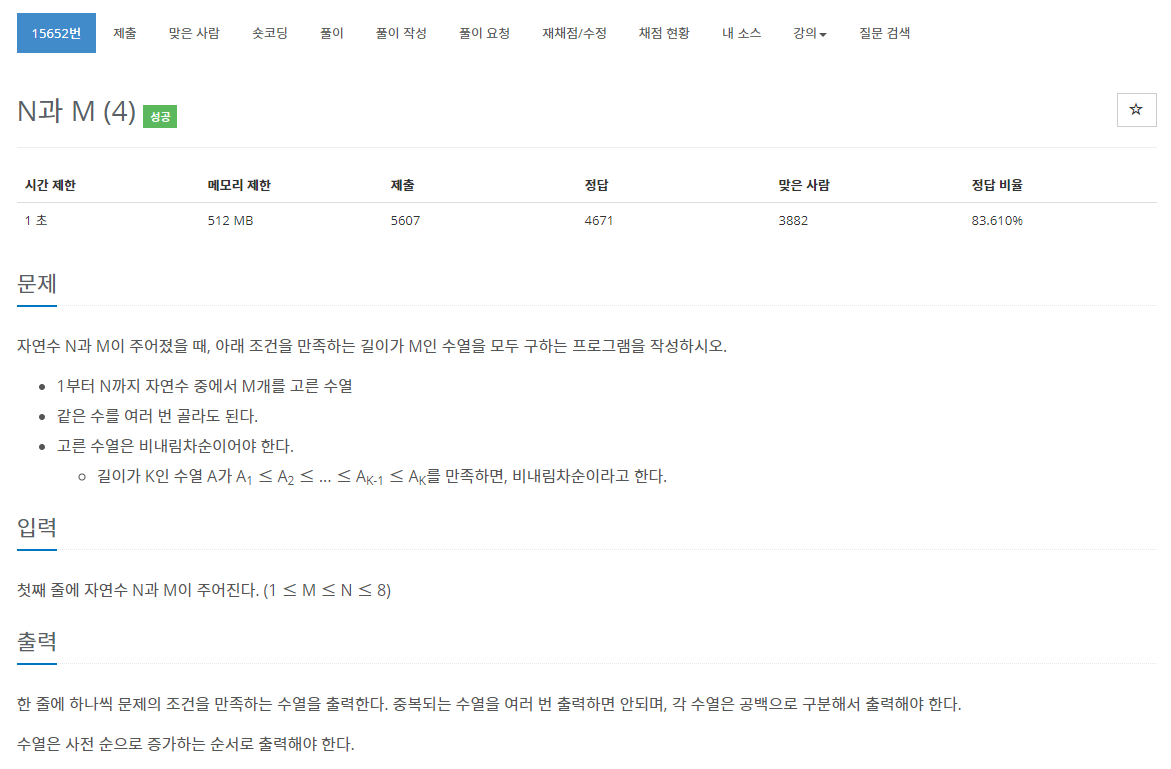 15652번 제출 맞은 사람 숏코딩 풀이 풀이 작성 풀이 요청 재채점/수정 채점 현황 내 소스 강의 질문 검색
N과 M (4) 성공
시간 제한 메모리 제한 제출 정답 맞은 사람 정답 비율
1 초 512 MB 5607 4671 3882 83.610%
문제
자연수 N과 M이 주어졌을 때, 아래 조건을 만족하는 길이가 M인 수열을 모두 구하는 프로그램을 작성하시오.
1부터 N까지 자연수 중에서 M개를 고른 수열
같은 수를 여러 번 골라도 된다.
고른 수열은 비내림차순이어야 한다.
길이가 K인 수열 A가 A1 ≤ A2 ≤ ... ≤ AK-1 ≤ AK를 만족하면, 비내림차순이라고 한다.
입력
첫째 줄에 자연수 N과 M이 주어진다. (1 ≤ M ≤ N ≤ 8)
출력
한 줄에 하나씩 문제의 조건을 만족하는 수열을 출력한다. 중복되는 수열을 여러 번 출력하면 안되며, 각 수열은 공백으로 구분해서 출력해야 한다.
수열은 사전 순으로 증가하는 순서로 출력해야 한다.